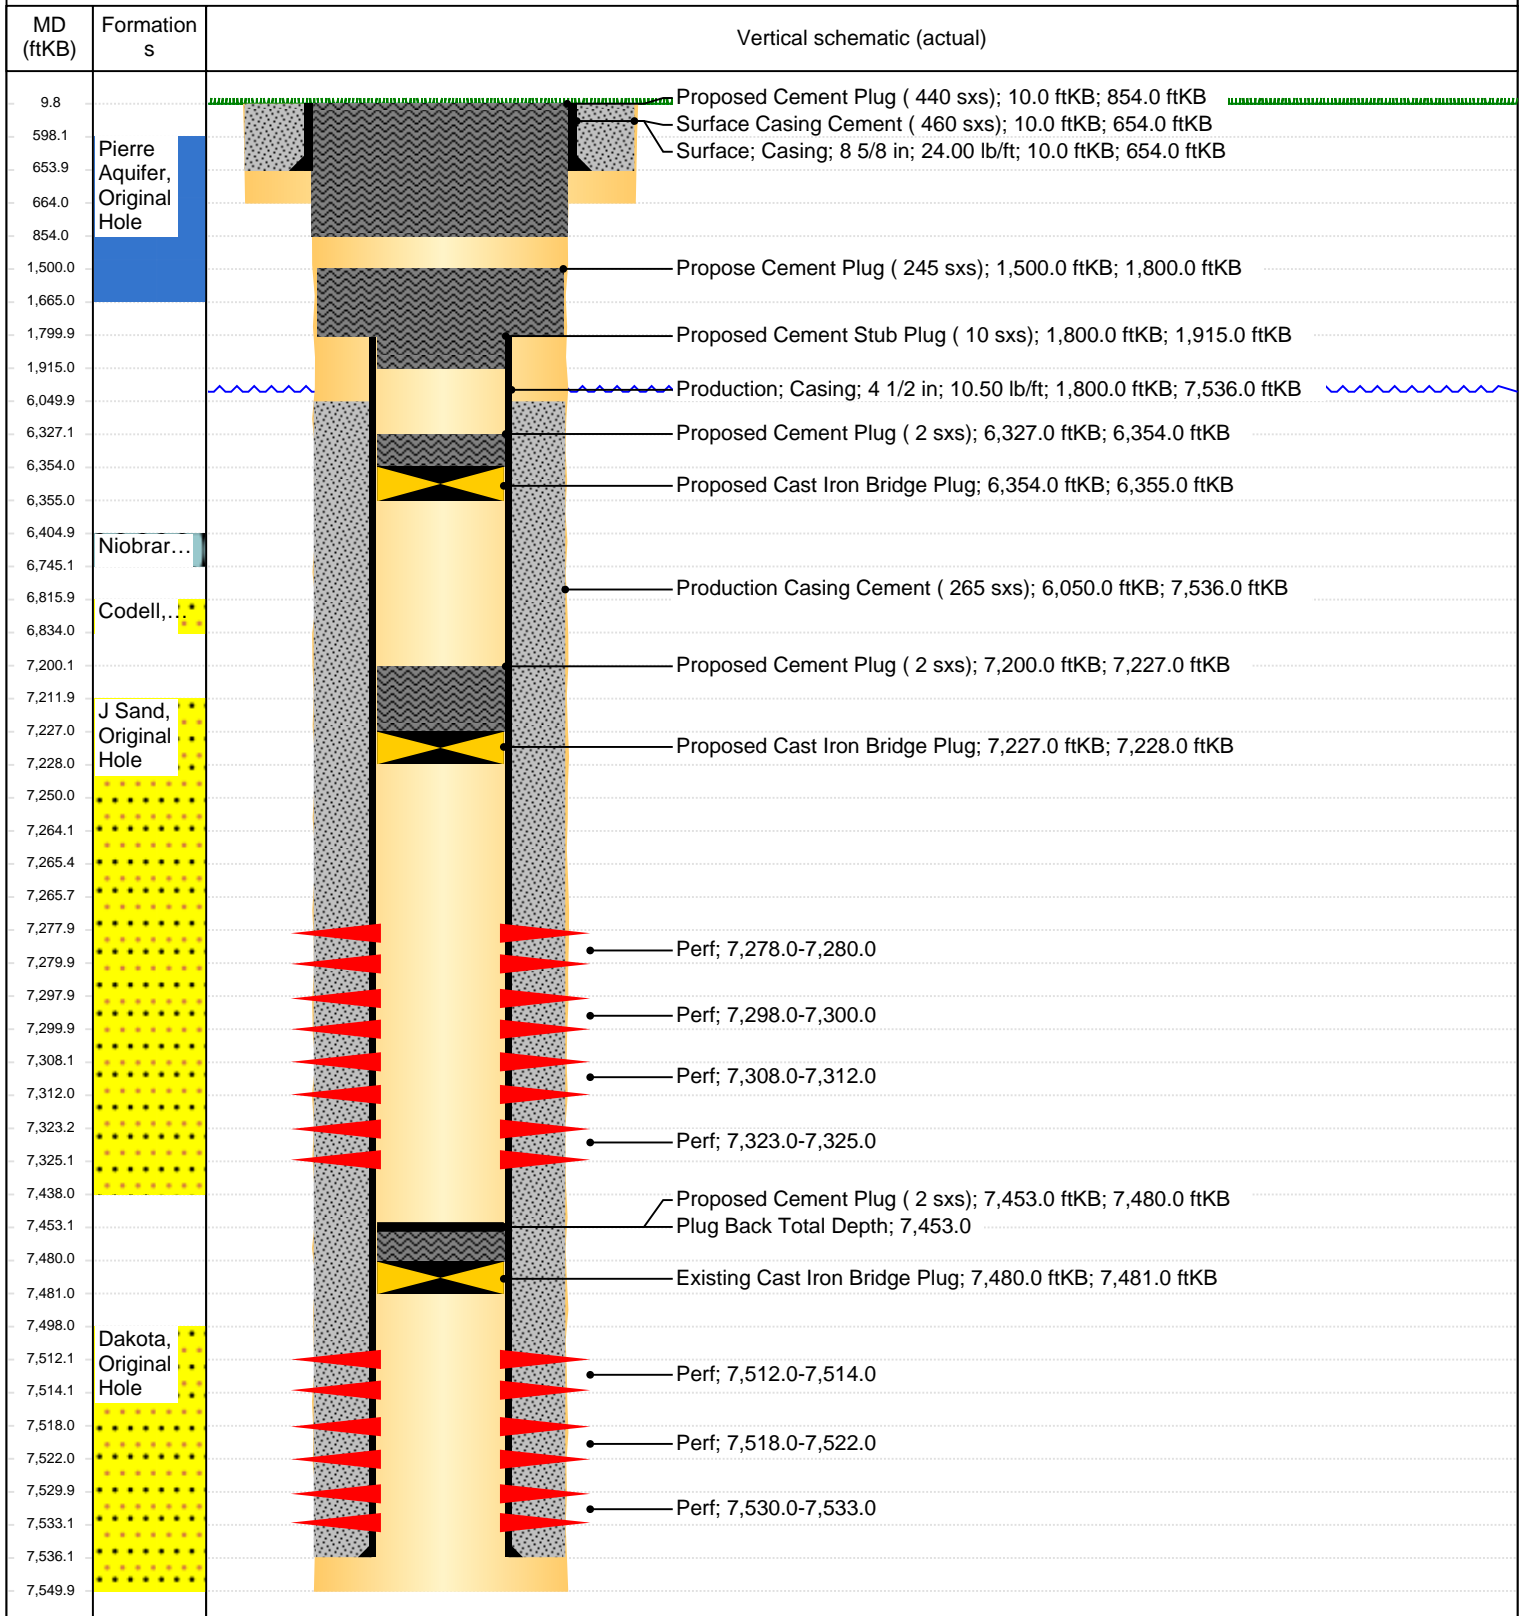 MD
(ftKB)
Formation
s
Vertical schematic (actual)
9.8
598.1
653.9
664.0
854.0
1,500.0
1,665.0
1,799.9
1,915.0
6,049.9
6,327.1
6,354.0
6,355.0
6,404.9
6,745.1
6,815.9
6,834.0
7,200.1
7,211.9
7,227.0
7,228.0
7,250.0
7,264.1
7,265.4
7,265.7
7,277.9
7,279.9
7,297.9
7,299.9
7,308.1
7,312.0
7,323.2
7,325.1
7,438.0
7,453.1
7,480.0
7,481.0
7,498.0
7,512.1
7,514.1
7,518.0
7,522.0
7,529.9
7,533.1
7,536.1
7,549.9
Pierre
Aquifer,
Original
Hole
Niobrar…
Codell,…
J Sand,
Original
Hole
Dakota,
Original
Hole
Proposed Cement Plug ( 440 sxs); 10.0 ftKB; 854.0 ftKB
Surface Casing Cement ( 460 sxs); 10.0 ftKB; 654.0 ftKB
Surface; Casing; 8 5/8 in; 24.00 lb/ft; 10.0 ftKB; 654.0 ftKB
Propose Cement Plug ( 245 sxs); 1,500.0 ftKB; 1,800.0 ftKB
Proposed Cement Stub Plug ( 10 sxs); 1,800.0 ftKB; 1,915.0 ftKB
Production; Casing; 4 1/2 in; 10.50 lb/ft; 1,800.0 ftKB; 7,536.0 ftKB
Proposed Cement Plug ( 2 sxs); 6,327.0 ftKB; 6,354.0 ftKB
Proposed Cast Iron Bridge Plug; 6,354.0 ftKB; 6,355.0 ftKB
Production Casing Cement ( 265 sxs); 6,050.0 ftKB; 7,536.0 ftKB
Proposed Cement Plug ( 2 sxs); 7,200.0 ftKB; 7,227.0 ftKB
Proposed Cast Iron Bridge Plug; 7,227.0 ftKB; 7,228.0 ftKB
Perf; 7,278.0-7,280.0
Perf; 7,298.0-7,300.0
Perf; 7,308.0-7,312.0
Perf; 7,323.0-7,325.0
Proposed Cement Plug ( 2 sxs); 7,453.0 ftKB; 7,480.0 ftKB
Plug Back Total Depth; 7,453.0
Existing Cast Iron Bridge Plug; 7,480.0 ftKB; 7,481.0 ftKB
Perf; 7,512.0-7,514.0
Perf; 7,518.0-7,522.0
Perf; 7,530.0-7,533.0